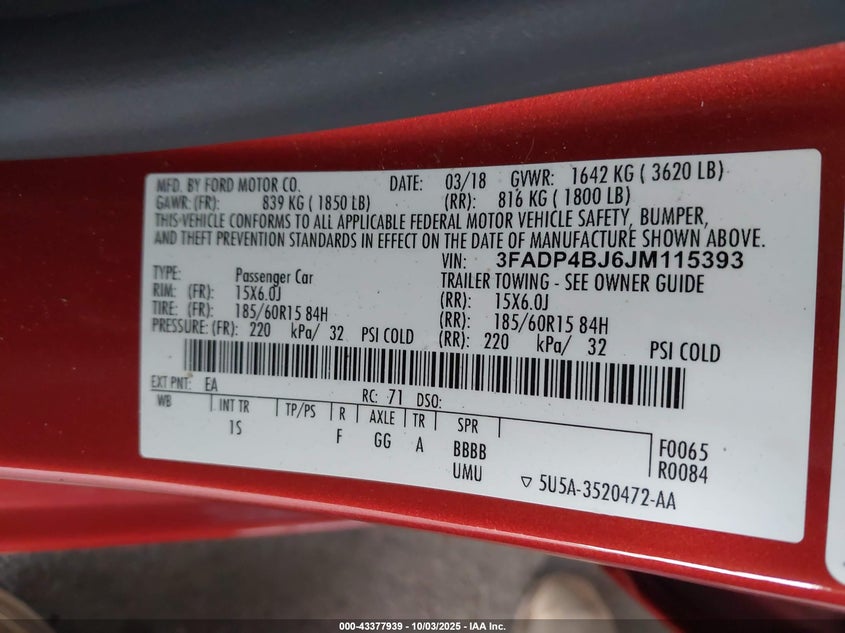 MFD. BY FORD MOTOR CO. DATE: 03/18 GVWR: 1642 KG ( 3620 LB)
GAWR: (FR): 839 KG ( 1850 LB) (RR): 816 KG ( 1800 LB)
THIS VEHICLE CONFORMS TO ALL APPLICABLE FEDERAL MOTOR VEHICLE SAFETY, BUMPER,
AND THEFT PREVENTION STANDARDS IN EFFECT ON THE DATE OF MANUFACTURE SHOWN ABOVE.
VIN: 3FADP4BJ6JM115393
TYPE: Passenger Car TRAILER TOWING - SEE OWNER GUIDE
RIM: (FR): 15X6.0J (RR): 15X6.0J
TIRE: (FR): 185/60R15 84H (RR): 185/60R15 84H
PRESSURE: (FR): 220 kPa/ 32 PSI COLD (RR): 220 kPa/ 32 PSI COLD
EXT PNT: EA RC: 71 DSO:
WB INT TR TP/PS R AXLE TR SPR
1S F GG A BBBB F0065
UMU R0084
▽ 5U5A-3520472-AA
000-43377939 - 10/03/2025 - IAA Inc.